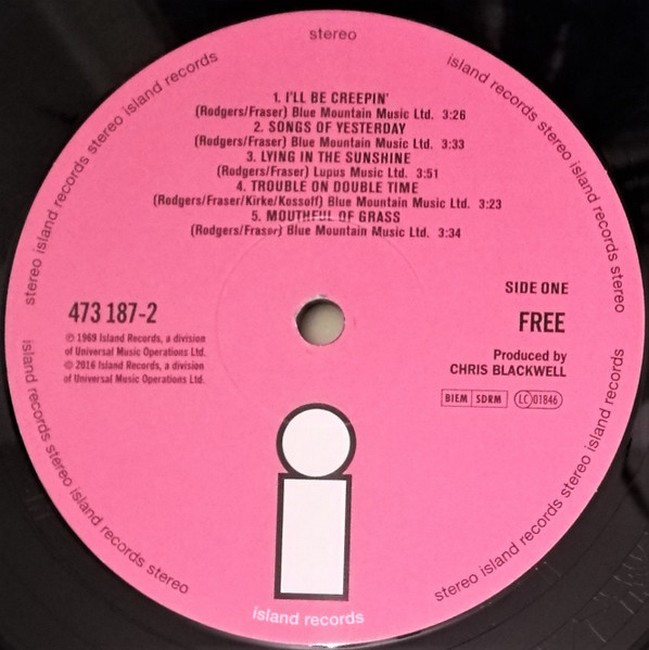 stereo
stereo island records stereo island records
island records stereo island records stereo
1. I'LL BE CREEPIN'
(Rodgers/Fraser) Blue Mountain Music Ltd. 3:26
2. SONGS OF YESTERDAY
(Rodgers/Fraser) Blue Mountain Music Ltd. 3:33
3. LYING IN THE SUNSHINE
(Rodgers/Fraser) Lupus Music Ltd. 3:51
4. TROUBLE ON DOUBLE TIME
(Rodgers/Fraser/Kirke/Kossoff) Blue Mountain Music Ltd. 3:23
5. MOUTHFUL OF GRASS
(Rodgers/Fraser) Blue Mountain Music Ltd. 3:34
473 187-2
℗ 1969 Island Records, a division
of Universal Music Operations Ltd.
© 2016 Island Records, a division
of Universal Music Operations Ltd.
SIDE ONE
FREE
Produced by
CHRIS BLACKWELL
BIEM SDRM LC 01846
island records stereo island records stereo
stereo island records stereo island records
island records